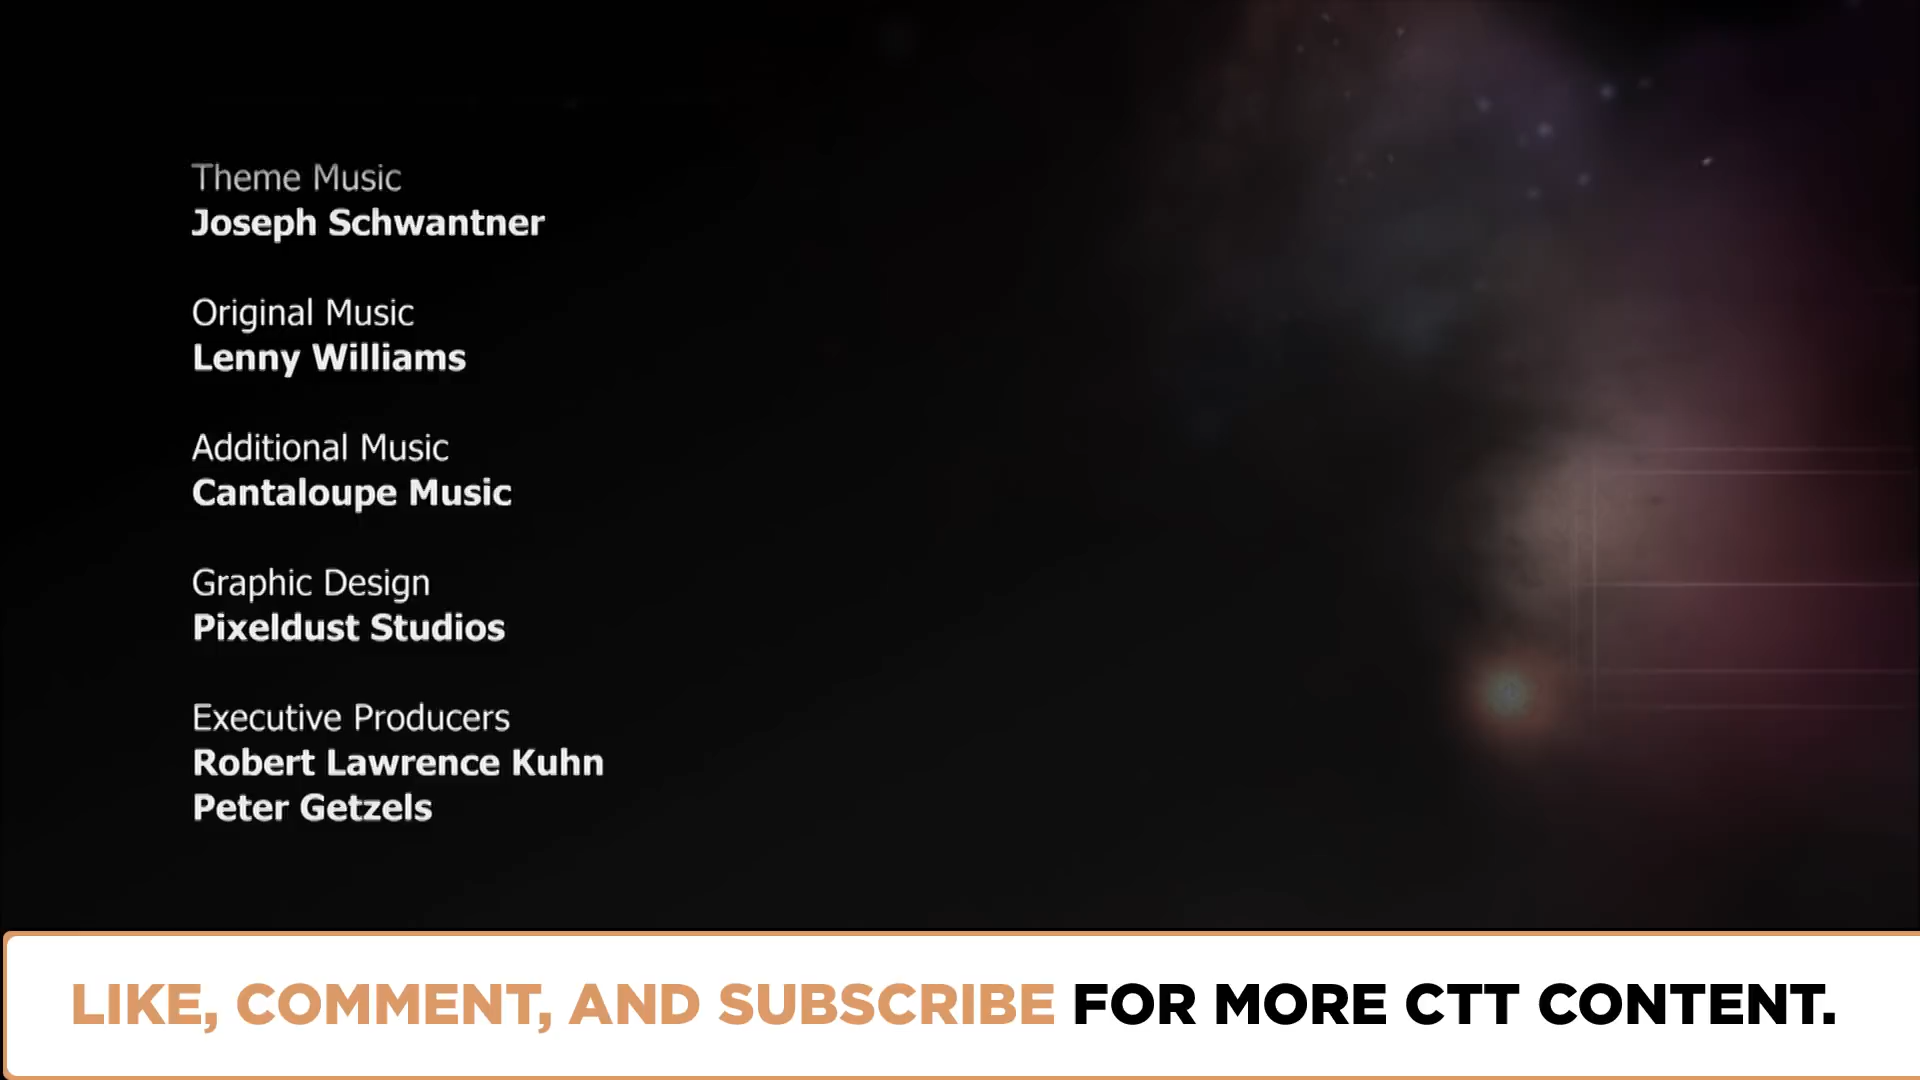 Theme Music
Joseph Schwantner
Original Music
Lenny Williams
Additional Music
Cantaloupe Music
Graphic Design
Pixeldust Studios
Executive Producers
Robert Lawrence Kuhn
Peter Getzels
LIKE, COMMENT, AND SUBSCRIBE FOR MORE CTT CONTENT.